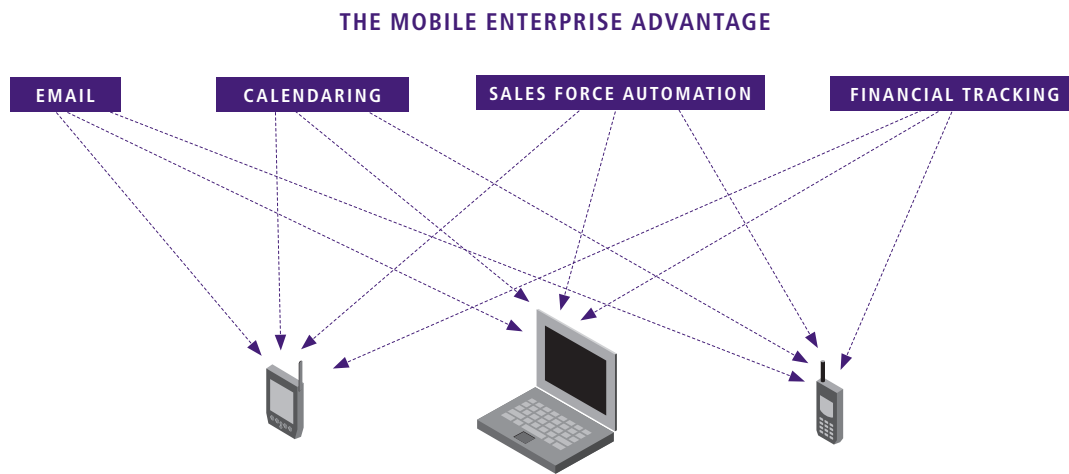 THE MOBILE ENTERPRISE ADVANTAGE
EMAIL
CALENDARING
SALES FORCE AUTOMATION
FINANCIAL TRACKING